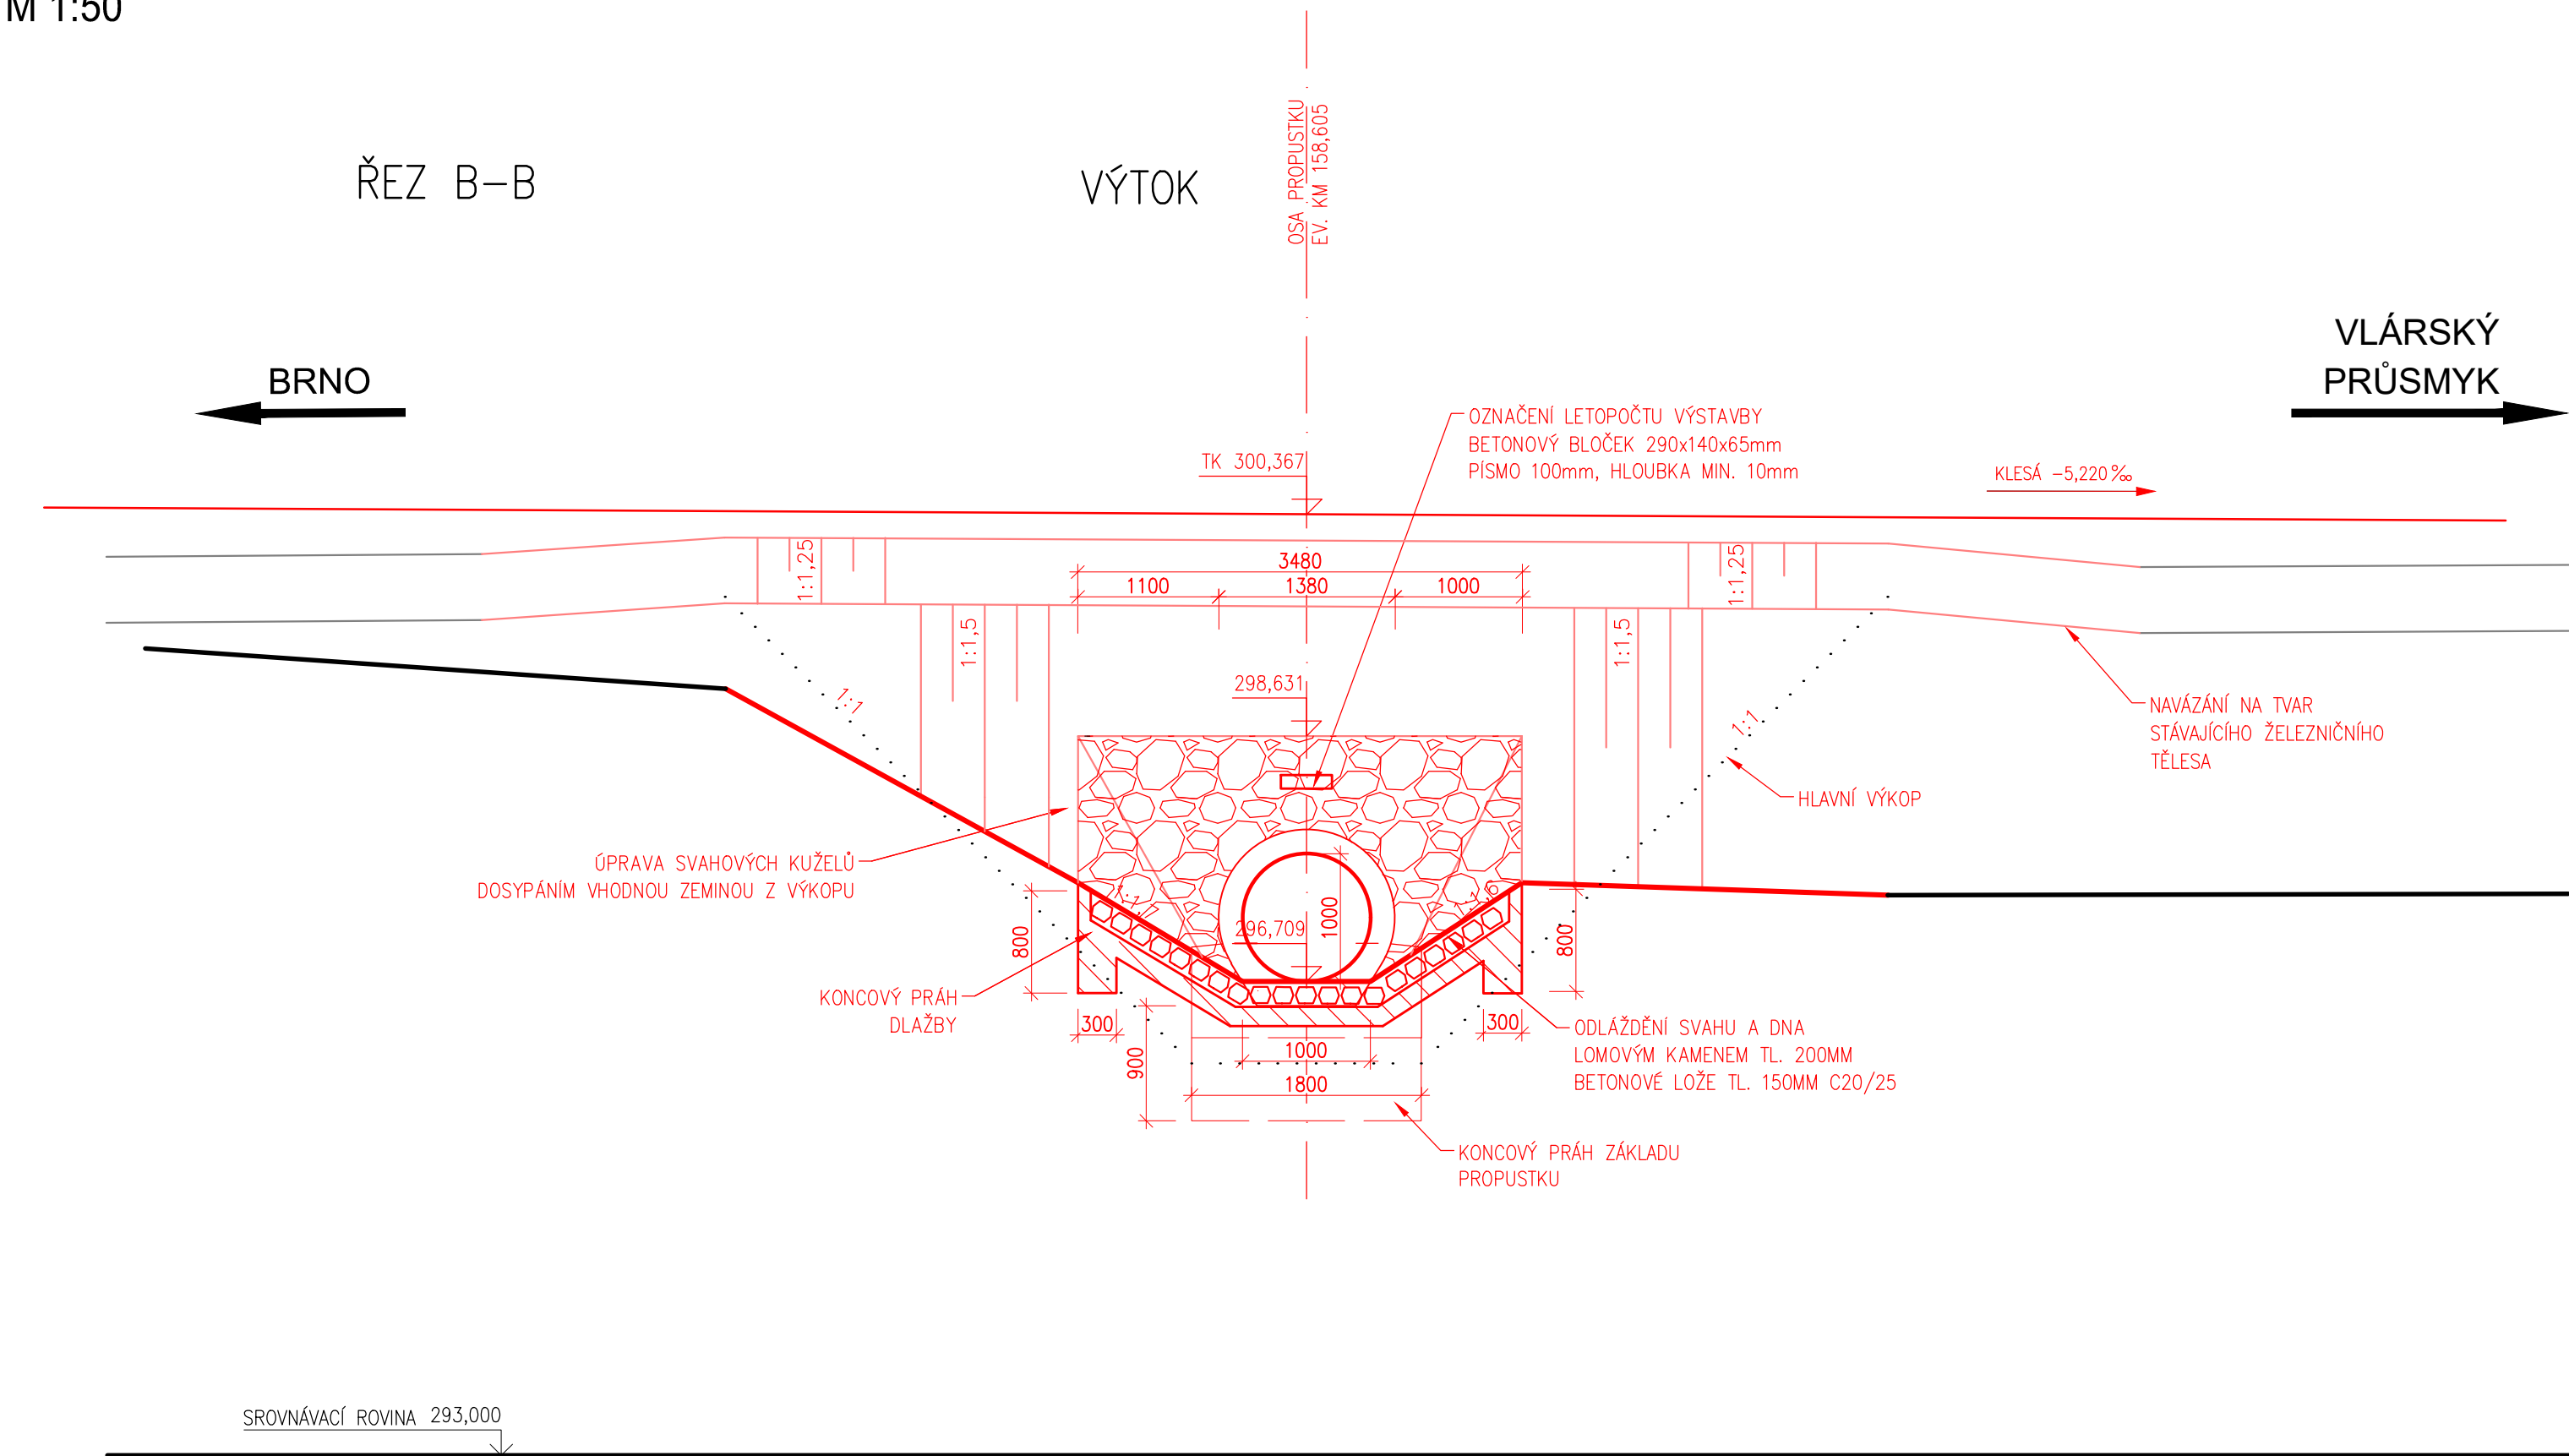 M 1:50
OSA PROPUSTKU
EV. KM 158,605
ŘEZ B-B
VÝTOK
VLÁRSKÝ
PRŮSMYK
BRNO
OZNAČENÍ LETOPOČTU VÝSTAVBY
BETONOVÝ BLOČEK 290x140x65mm
PÍSMO 100mm, HLOUBKA MIN. 10mm
TK 300,367
KLESÁ -5,220‰
3480
1100
1380
1000
1:1,25
1:1,25
1:1,5
1:1,5
1:1
1:1
298,631
NAVÁZÁNÍ NA TVAR
STÁVAJÍCÍHO ŽELEZNIČNÍHO
TĚLESA
HLAVNÍ VÝKOP
ÚPRAVA SVAHOVÝCH KUŽELŮ
DOSYPÁNÍM VHODNOU ZEMINOU Z VÝKOPU
296,709
1000
800
800
KONCOVÝ PRÁH
DLAŽBY
300
300
900
1000
1800
ODLÁŽDĚNÍ SVAHU A DNA
LOMOVÝM KAMENEM TL. 200MM
BETONOVÉ LOŽE TL. 150MM C20/25
KONCOVÝ PRÁH ZÁKLADU
PROPUSTKU
SROVNÁVACÍ ROVINA 293,000